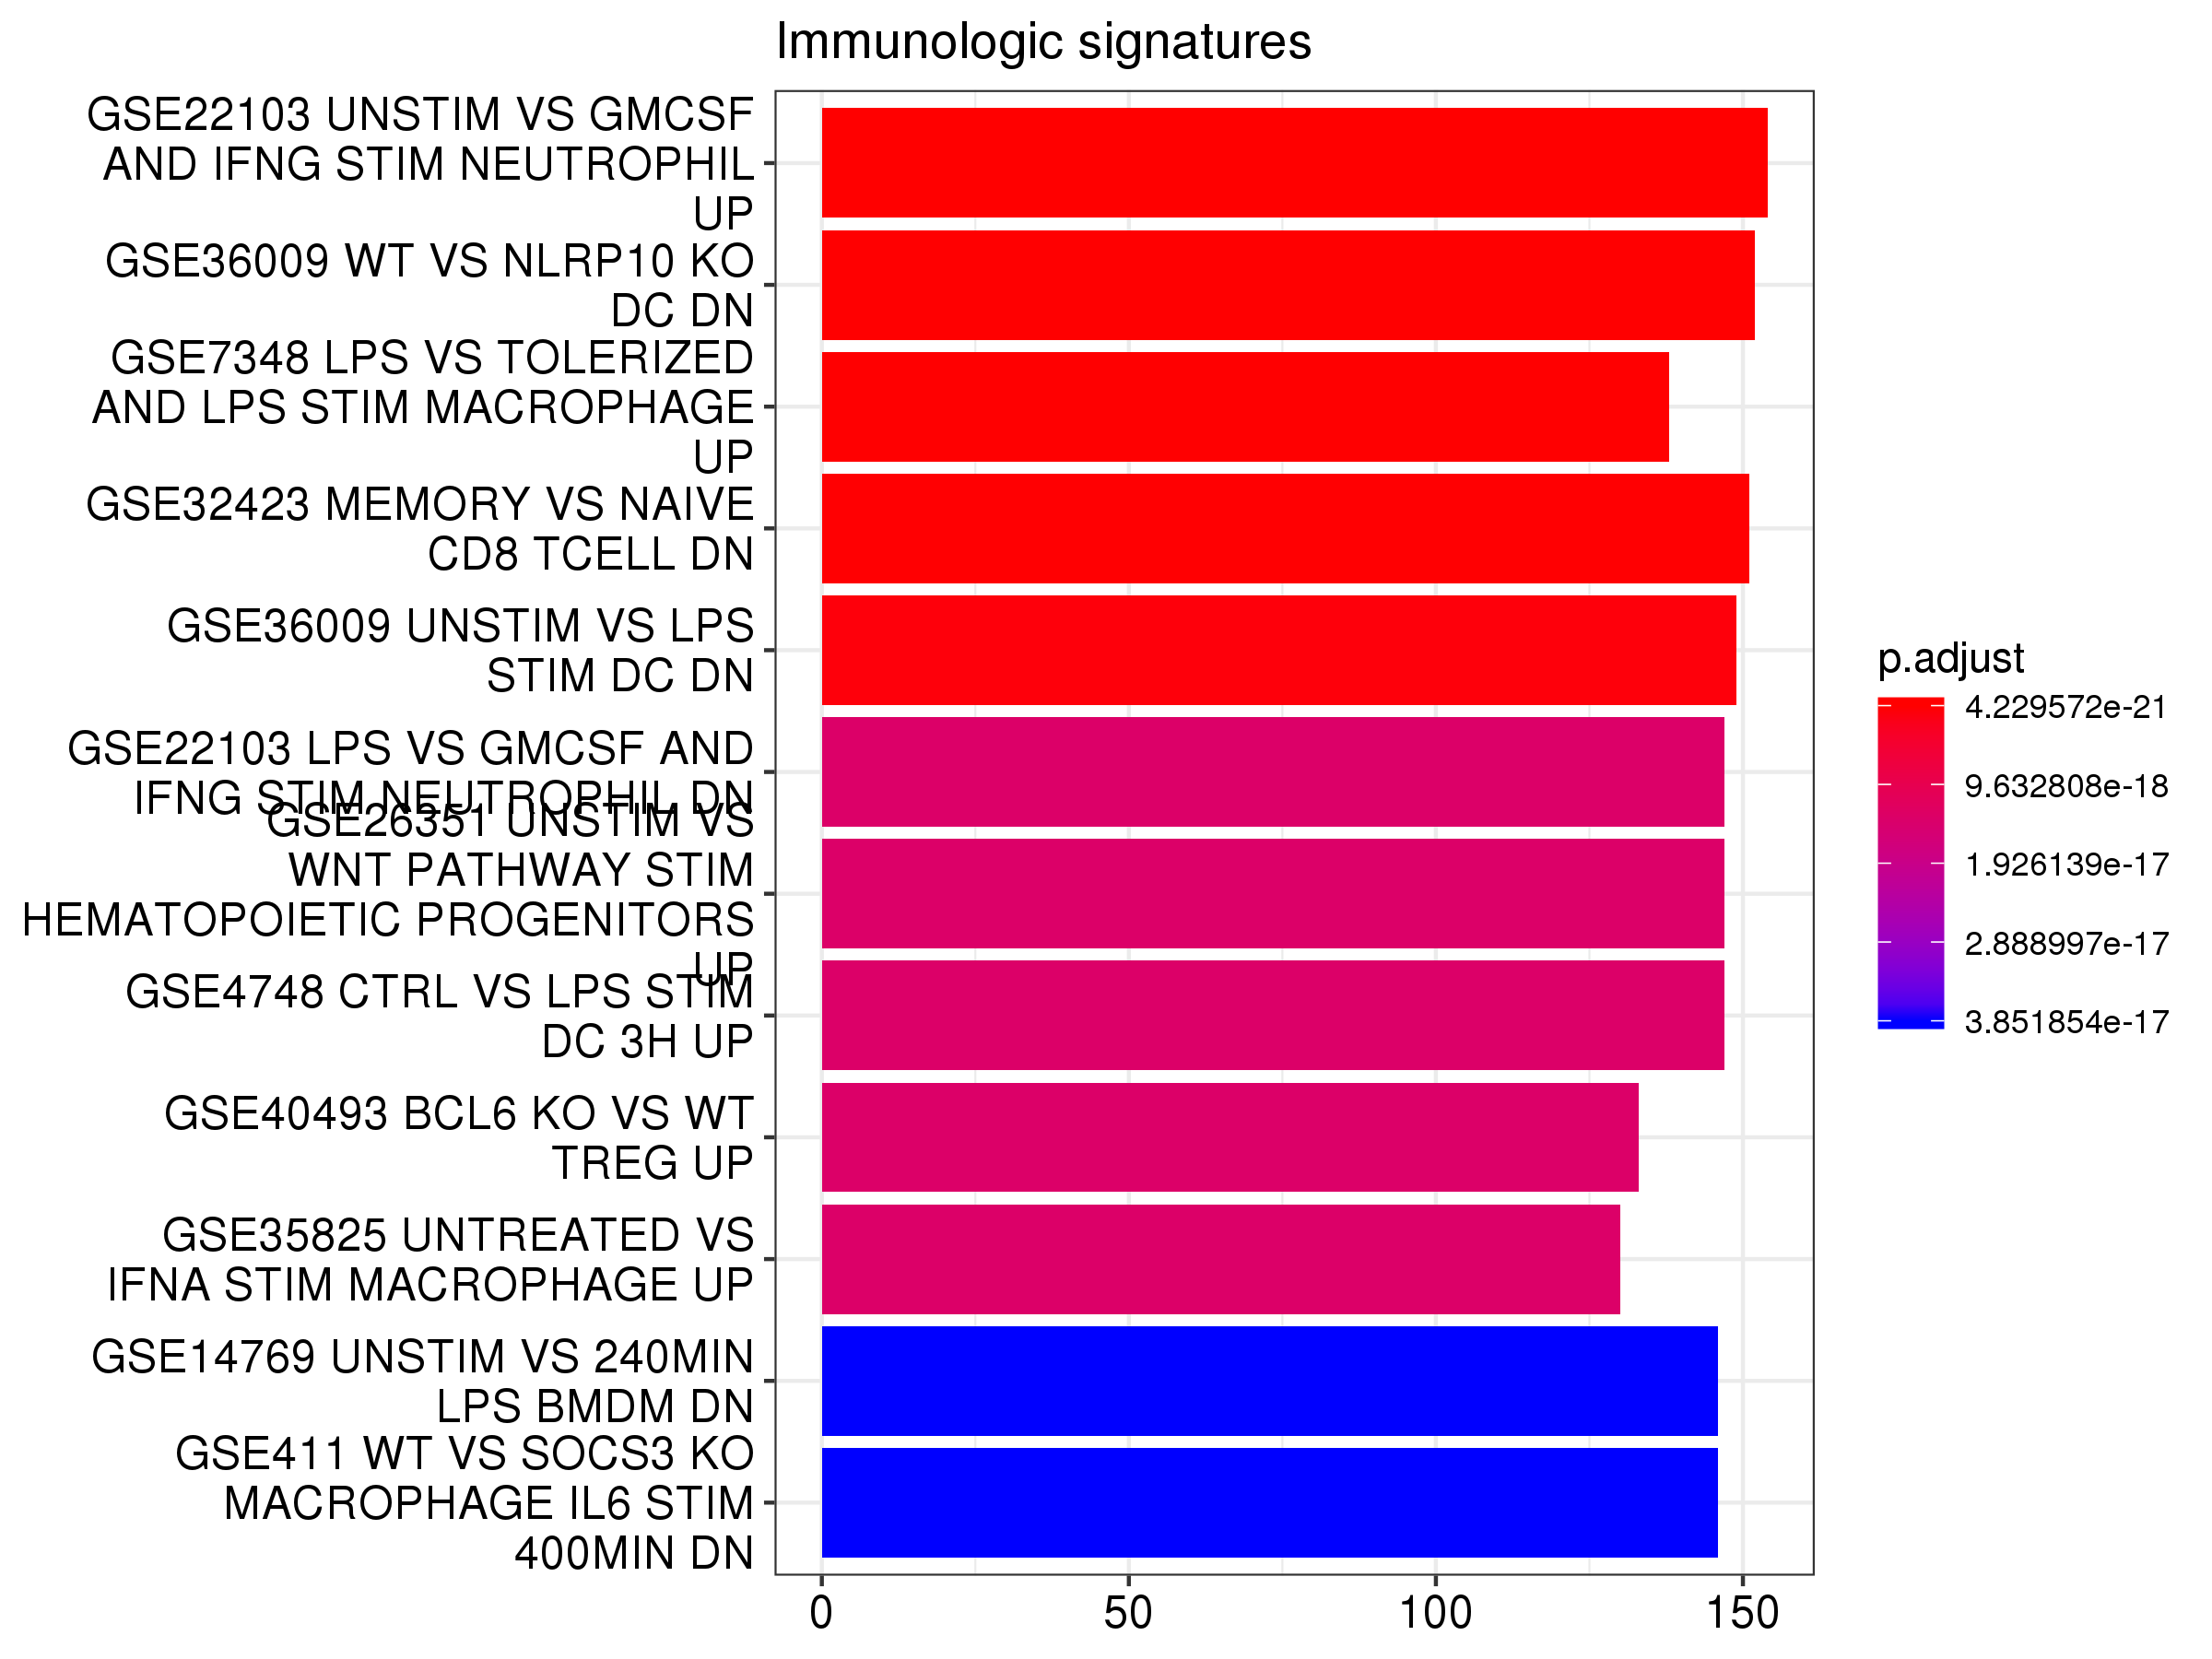 Immunologic signatures
GSE22103 UNSTIM VS GMCSF
AND IFNG STIM NEUTROPHIL
UP
GSE36009 WT VS NLRP10 KO
DC DN
GSE7348 LPS VS TOLERIZED
AND LPS STIM MACROPHAGE
UP
GSE32423 MEMORY VS NAIVE
CD8 TCELL DN
GSE36009 UNSTIM VS LPS
STIM DC DN
GSE22103 LPS VS GMCSF AND
IFNG STIM NEUTROPHIL DN
GSE26351 UNSTIM VS
WNT PATHWAY STIM
HEMATOPOIETIC PROGENITORS
UP
GSE4748 CTRL VS LPS STIM
DC 3H UP
GSE40493 BCL6 KO VS WT
TREG UP
GSE35825 UNTREATED VS
IFNA STIM MACROPHAGE UP
GSE14769 UNSTIM VS 240MIN
LPS BMDM DN
GSE411 WT VS SOCS3 KO
MACROPHAGE IL6 STIM
400MIN DN
0 50 100 150
p.adjust
4.229572e-21
9.632808e-18
1.926139e-17
2.888997e-17
3.851854e-17